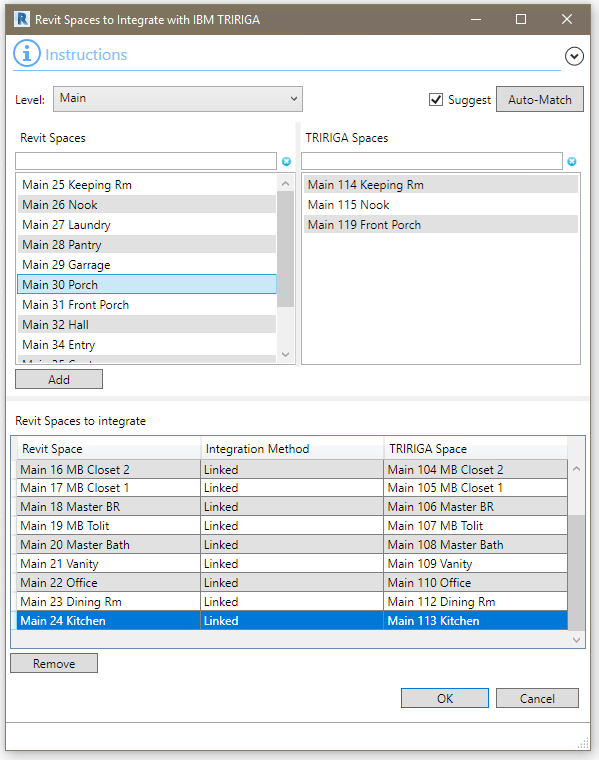 R Revit Spaces to Integrate with IBM TRIRIGA
i Instructions
Level: Main Suggest Auto-Match
Revit Spaces TRIRIGA Spaces
Main 25 Keeping Rm Main 114 Keeping Rm
Main 26 Nook Main 115 Nook
Main 27 Laundry Main 119 Front Porch
Main 28 Pantry
Main 29 Garrage
Main 30 Porch
Main 31 Front Porch
Main 32 Hall
Main 34 Entry
Add
Revit Spaces to integrate
Revit Space Integration Method TRIRIGA Space
Main 16 MB Closet 2 Linked Main 104 MB Closet 2
Main 17 MB Closet 1 Linked Main 105 MB Closet 1
Main 18 Master BR Linked Main 106 Master BR
Main 19 MB Tolit Linked Main 107 MB Tolit
Main 20 Master Bath Linked Main 108 Master Bath
Main 21 Vanity Linked Main 109 Vanity
Main 22 Office Linked Main 110 Office
Main 23 Dining Rm Linked Main 112 Dining Rm
Main 24 Kitchen Linked Main 113 Kitchen
Remove
OK Cancel